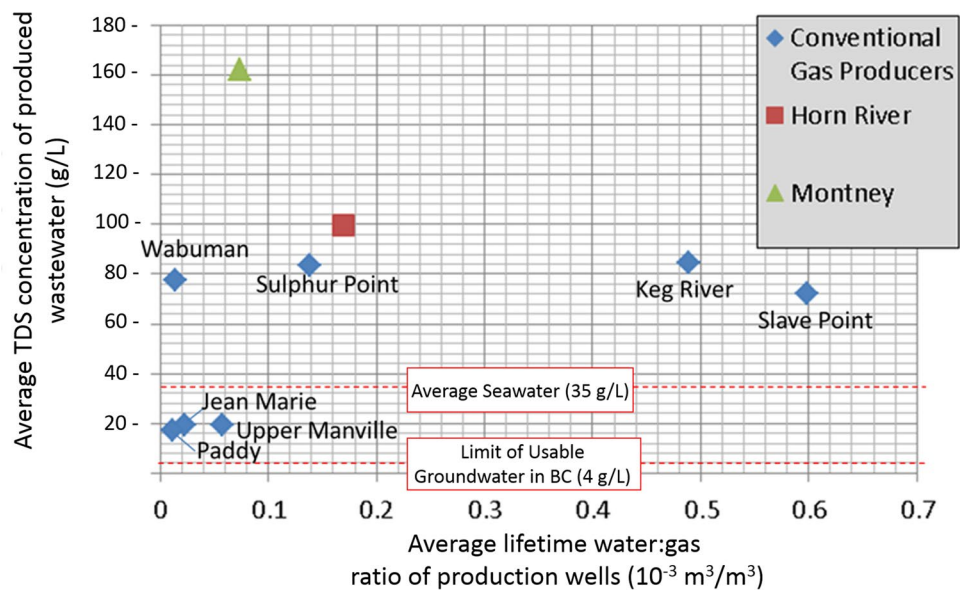 Average TDS concentration of produced
wastewater (g/L)
180 -
160 -
140 -
120 -
100 -
80 -
60 -
40 -
20 -
Conventional
Gas Producers
Horn River
Montney
Wabuman
Sulphur Point
Keg River
Slave Point
Average Seawater (35 g/L)
Jean Marie
Upper Manville
Paddy
Limit of Usable
Groundwater in BC (4 g/L)
0 0.1 0.2 0.3 0.4 0.5 0.6 0.7
Average lifetime water:gas
ratio of production wells (10⁻³ m³/m³)